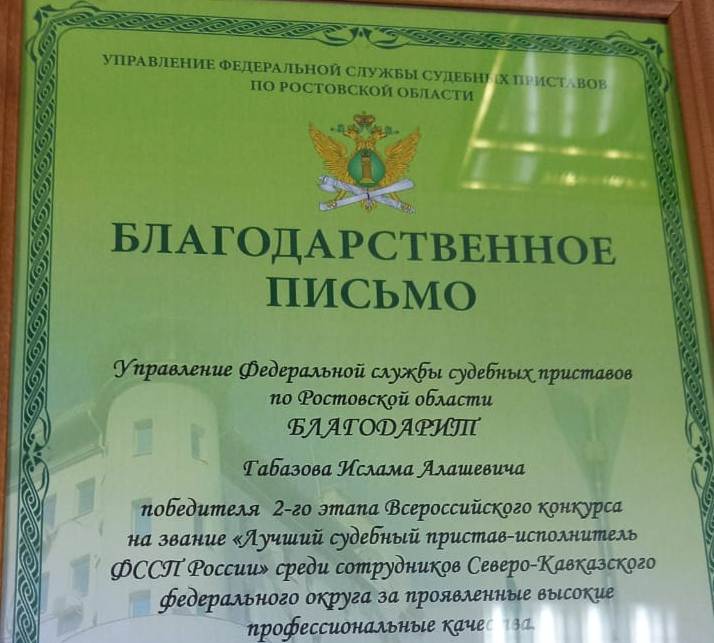 УПРАВЛЕНИЕ ФЕДЕРАЛЬНОЙ СЛУЖБЫ СУДЕБНЫХ ПРИСТАВОВ
ПО РОСТОВСКОЙ ОБЛАСТИ
БЛАГОДАРСТВЕННОЕ
ПИСЬМО
Управление Федеральной службы судебных приставов
по Ростовской области
БЛАГОДАРИТ
Габазова Ислама Алашевича
победителя 2-го этапа Всероссийского конкурса
на звание «Лучший судебный пристав-исполнитель
ФССП России» среди сотрудников Северо-Кавказского
федерального округа за проявленные высокие
профессиональные качества.